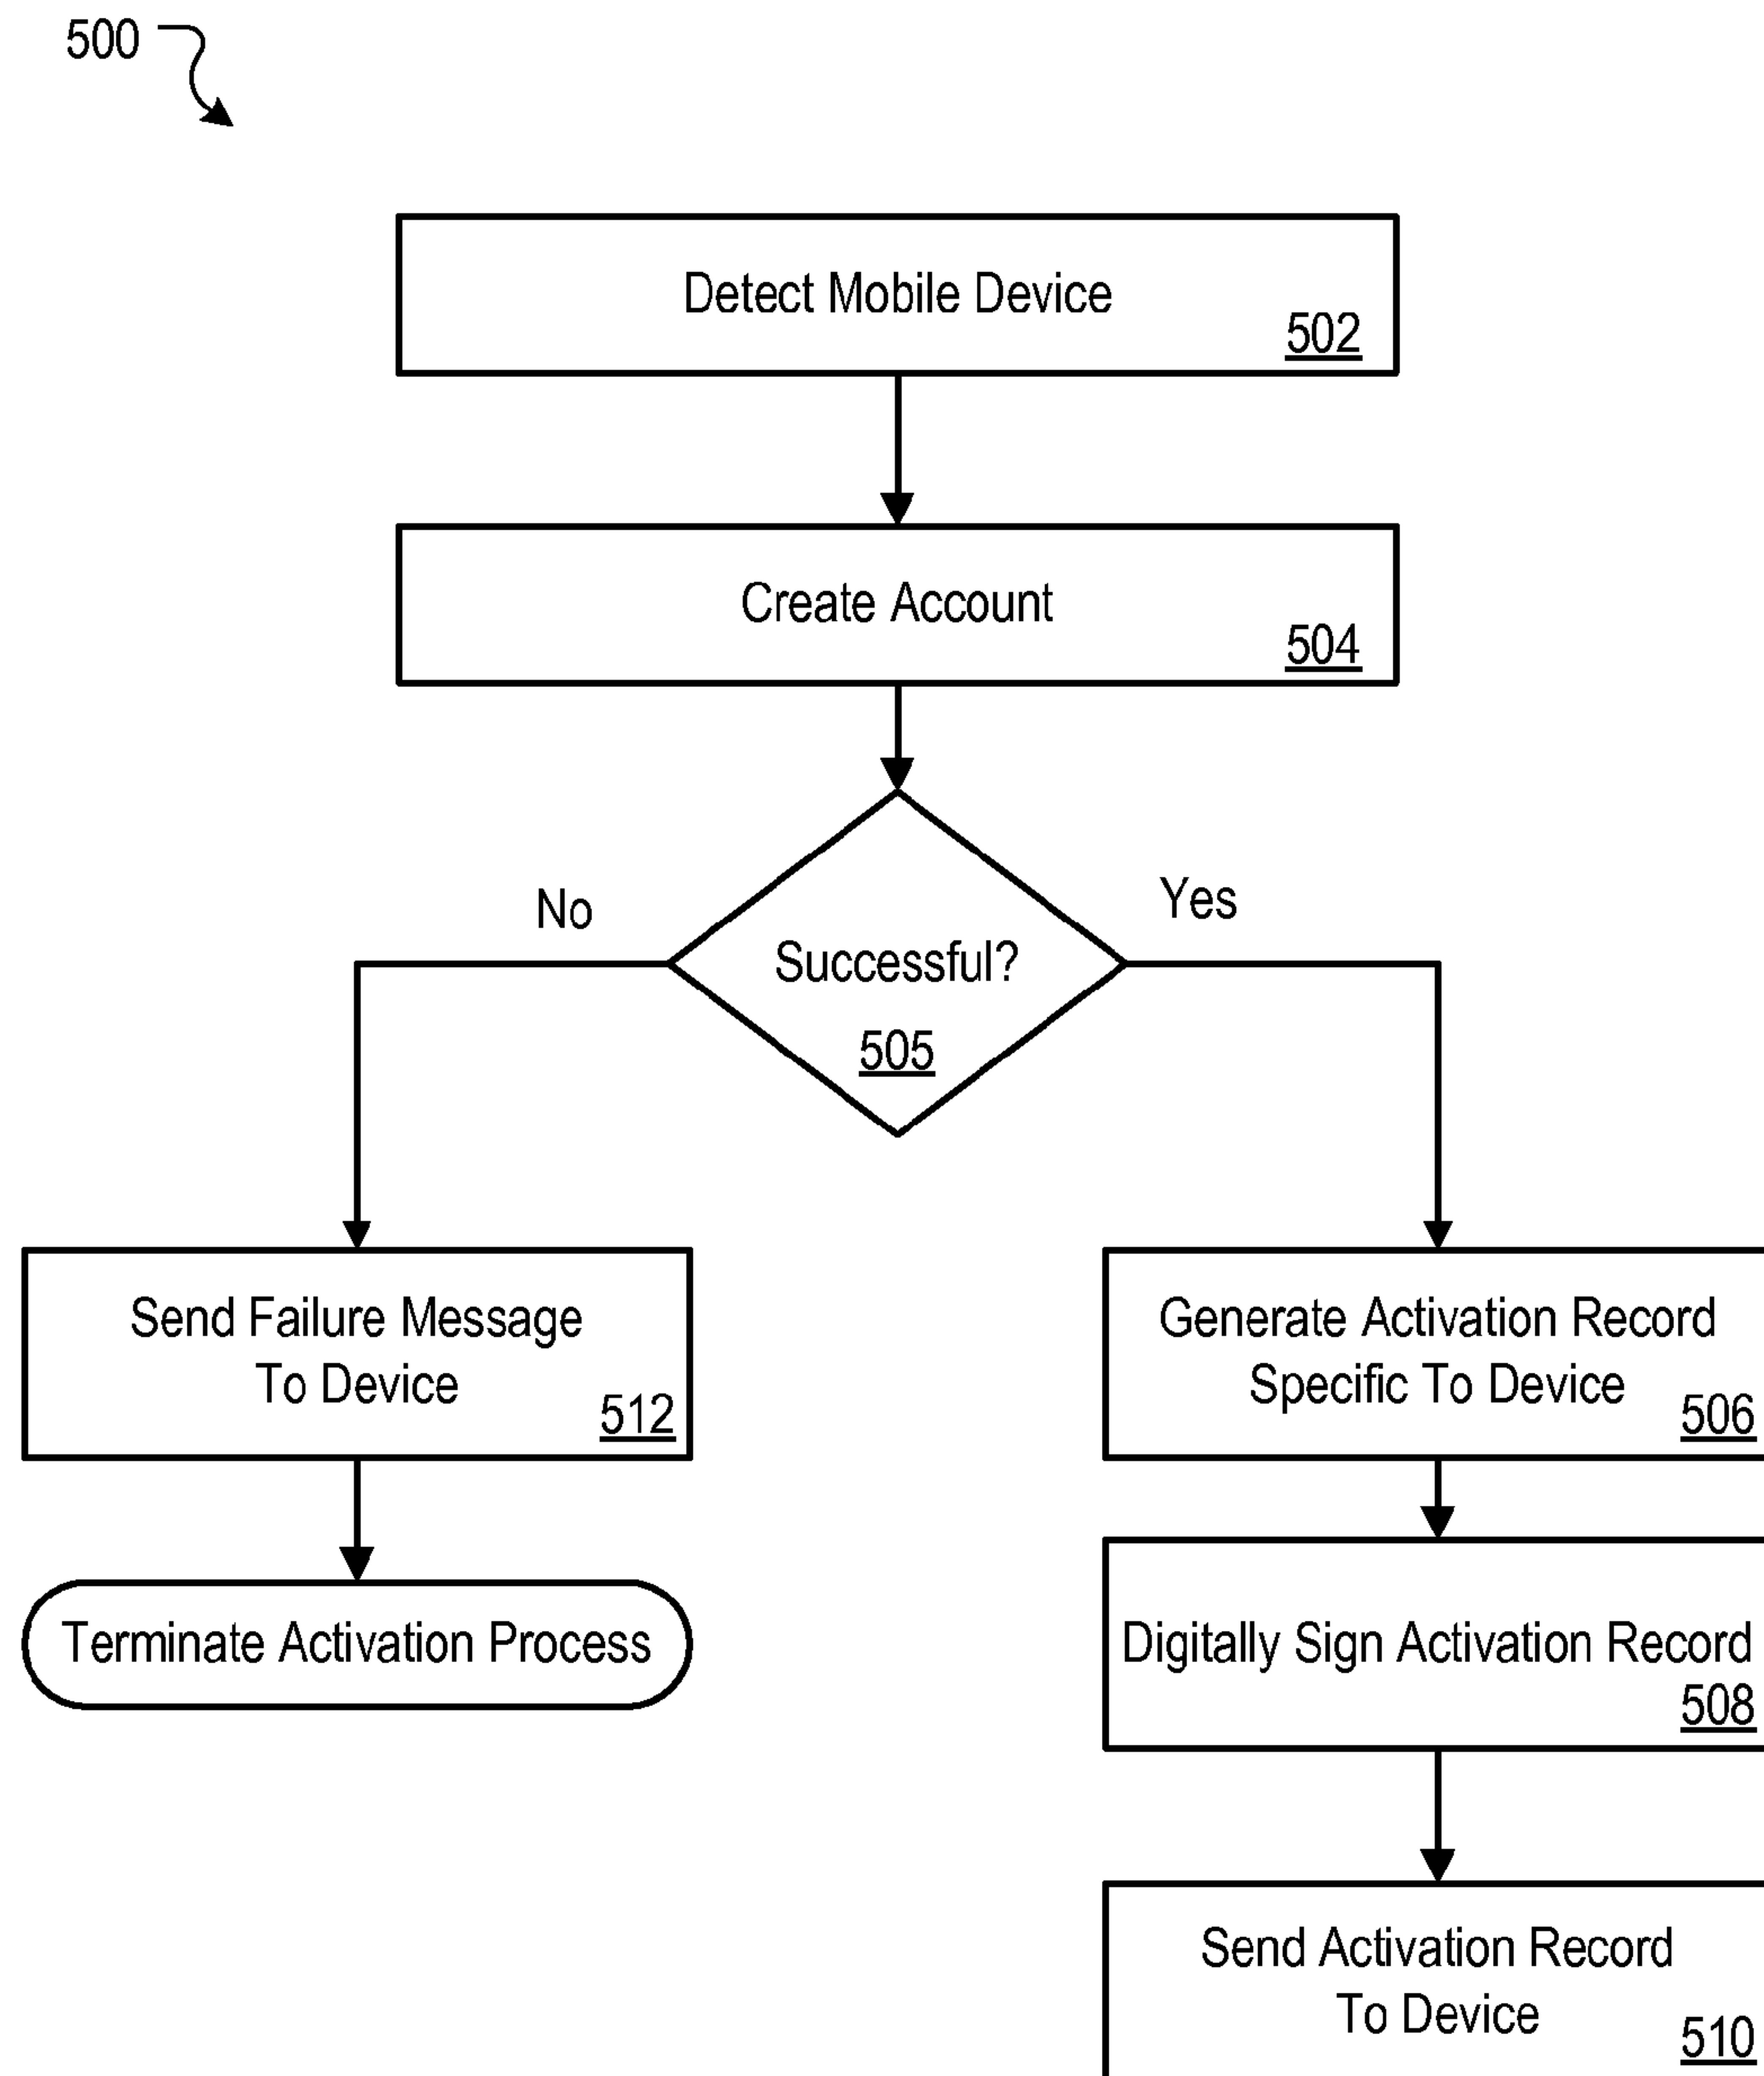 500
Detect Mobile Device
502
Create Account
504
No
Yes
Successful?
505
Send Failure Message
To Device
512
Terminate Activation Process
Generate Activation Record
Specific To Device
506
Digitally Sign Activation Record
508
Send Activation Record
To Device
510